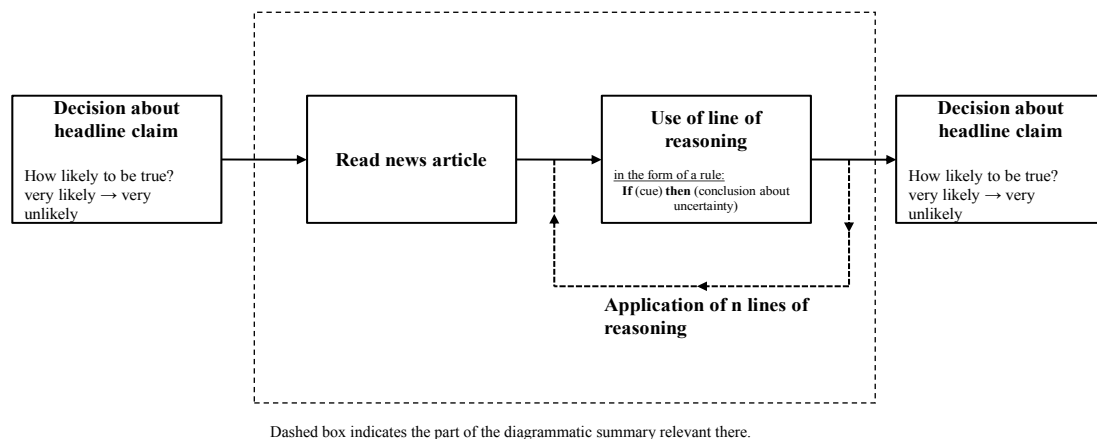 Decision about
headline claim
How likely to be true?
very likely → very
unlikely
Read news article
Use of line of
reasoning
in the form of a rule:
If (cue) then (conclusion about
uncertainty)
Application of n lines of
reasoning
Decision about
headline claim
How likely to be true?
very likely → very
unlikely
Dashed box indicates the part of the diagrammatic summary relevant there.